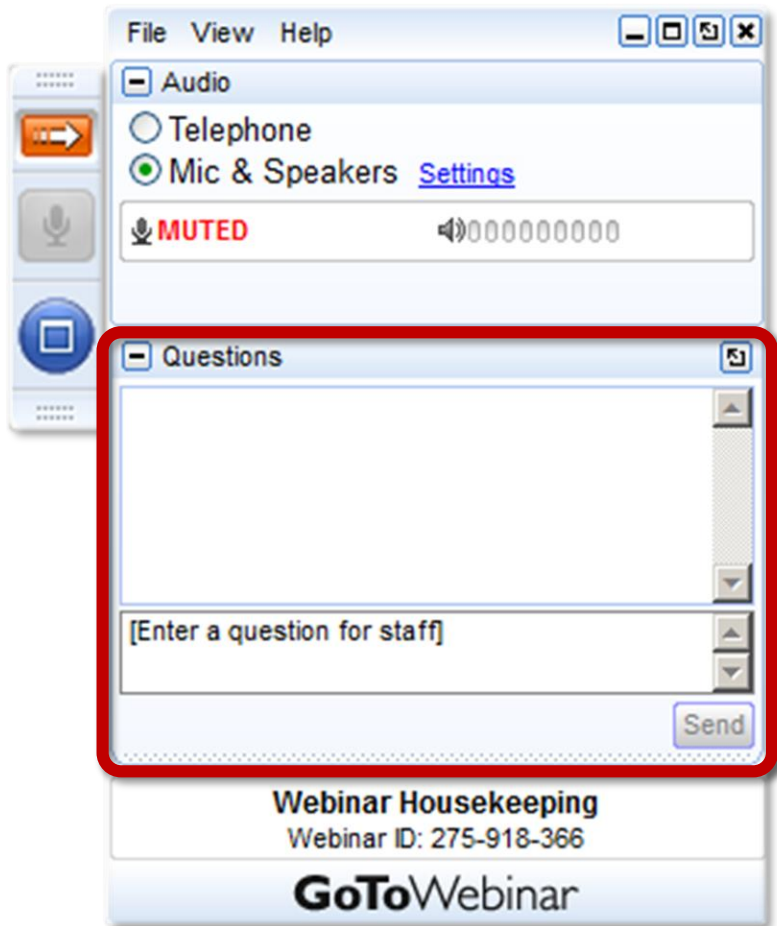 File View Help
Audio
Telephone
Mic & Speakers Settings
MUTED
Questions
[Enter a question for staff]
Send
Webinar Housekeeping
Webinar ID: 275-918-366
GoToWebinar